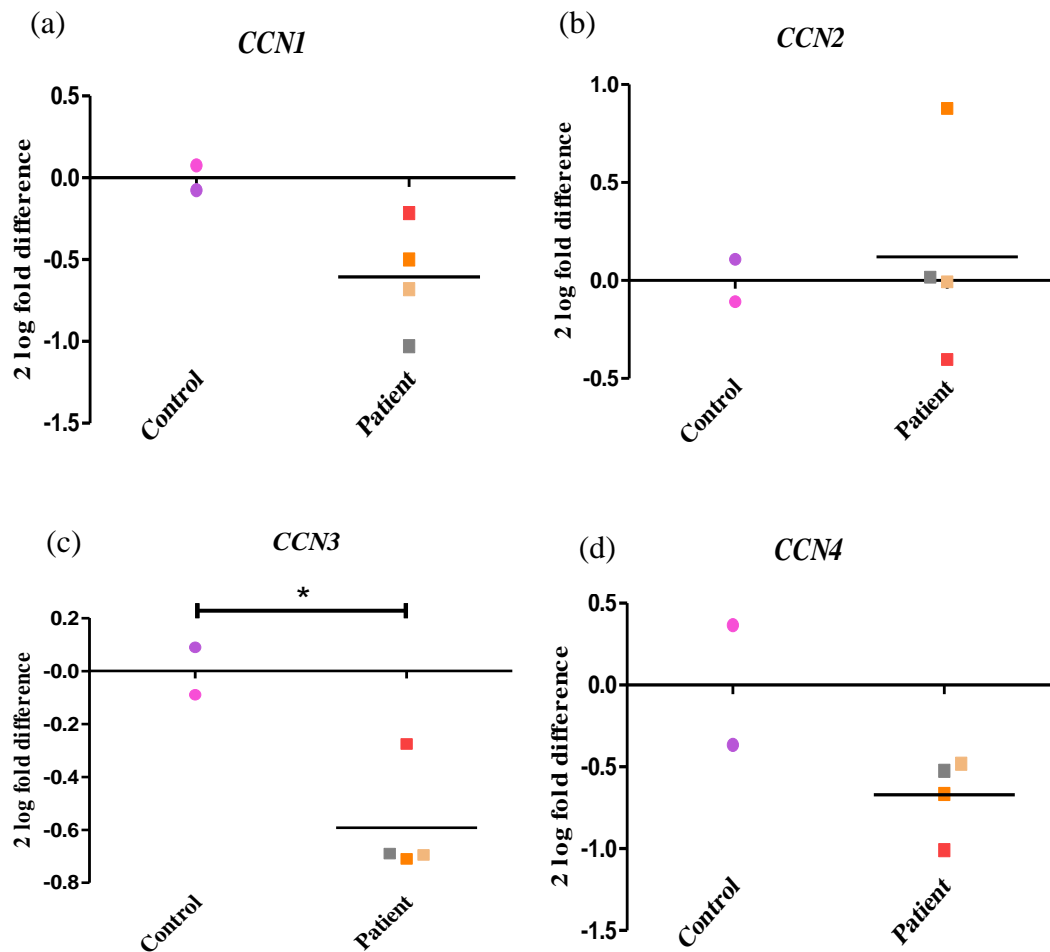 (a)
CCN1
2 log fold difference
0.5
0.0
-0.5
-1.0
-1.5
Control
Patient
(b)
CCN2
2 log fold difference
1.0
0.5
0.0
-0.5
Control
Patient
(c)
CCN3
*
2 log fold difference
0.2
-0.0
-0.2
-0.4
-0.6
-0.8
Control
Patient
(d)
CCN4
2 log fold difference
0.5
0.0
-0.5
-1.0
-1.5
Control
Patient